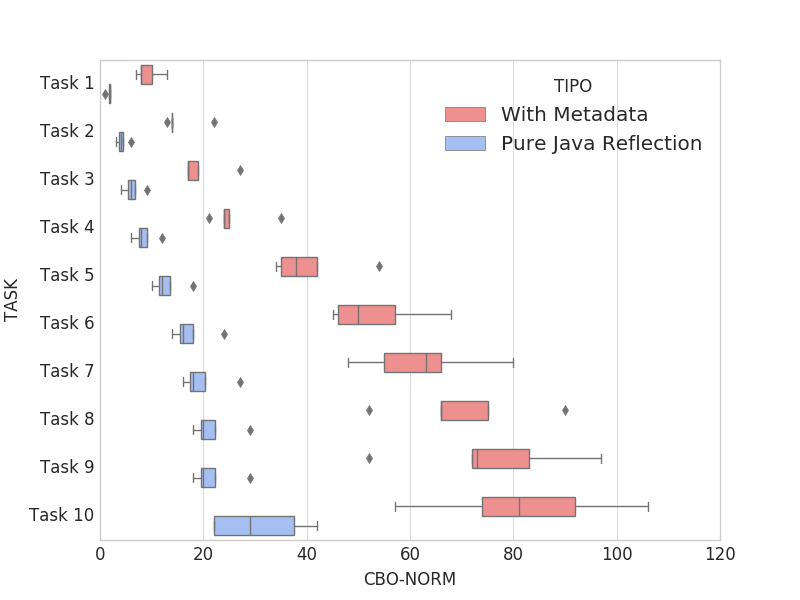 TIPO
With Metadata
Pure Java Reflection
TASK
Task 1
Task 2
Task 3
Task 4
Task 5
Task 6
Task 7
Task 8
Task 9
Task 10
0 20 40 60 80 100 120
CBO-NORM